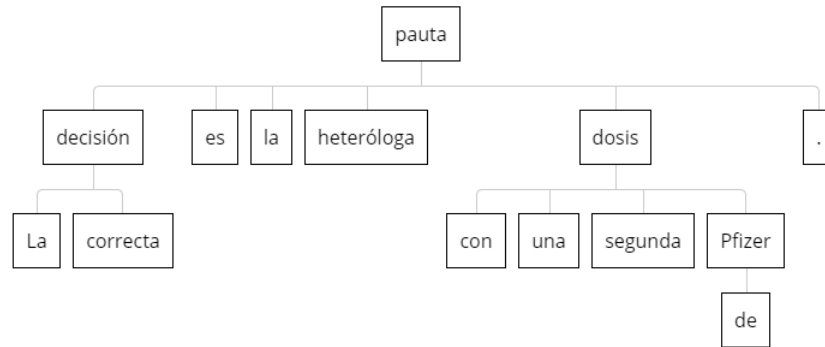 pauta
decisión es la heteróloga dosis .
La correcta con una segunda Pfizer
de